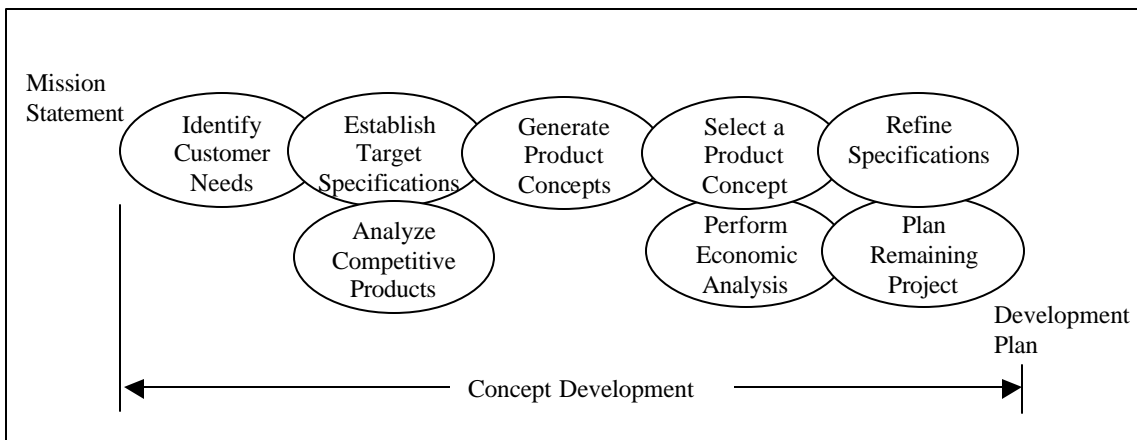 Mission
Statement
Identify
Customer
Needs
Establish
Target
Specifications
Generate
Product
Concepts
Select a
Product
Concept
Refine
Specifications
Analyze
Competitive
Products
Perform
Economic
Analysis
Plan
Remaining
Project
Development
Plan
Concept Development